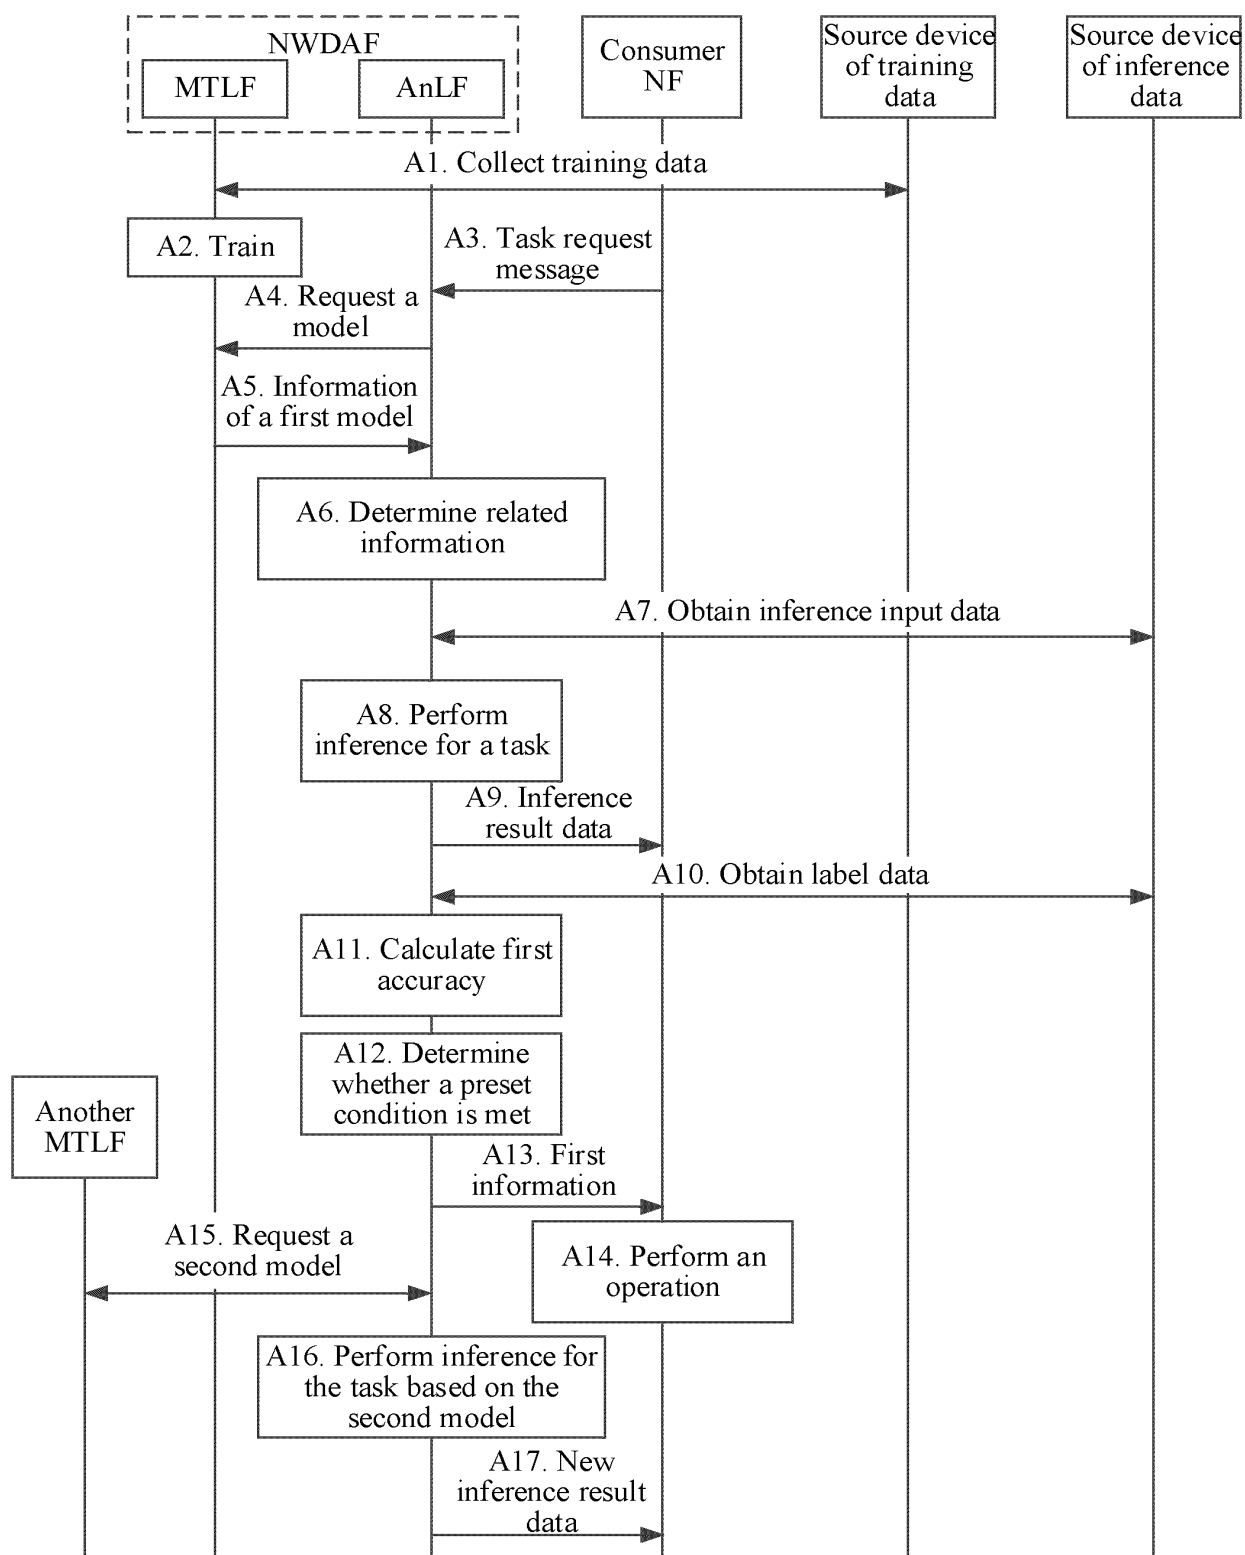 NWDAF
MTLF
AnLF
Consumer
NF
Source device
of training
data
Source device
of inference
data
A1. Collect training data
A2. Train
A3. Task request
message
A4. Request a
model
A5. Information
of a first model
A6. Determine related
information
A7. Obtain inference input data
A8. Perform
inference for a task
A9. Inference
result data
A10. Obtain label data
A11. Calculate first
accuracy
A12. Determine
whether a preset
condition is met
Another
MTLF
A13. First
information
A14. Perform an
operation
A15. Request a
second model
A16. Perform inference for
the task based on the
second model
A17. New
inference result
data